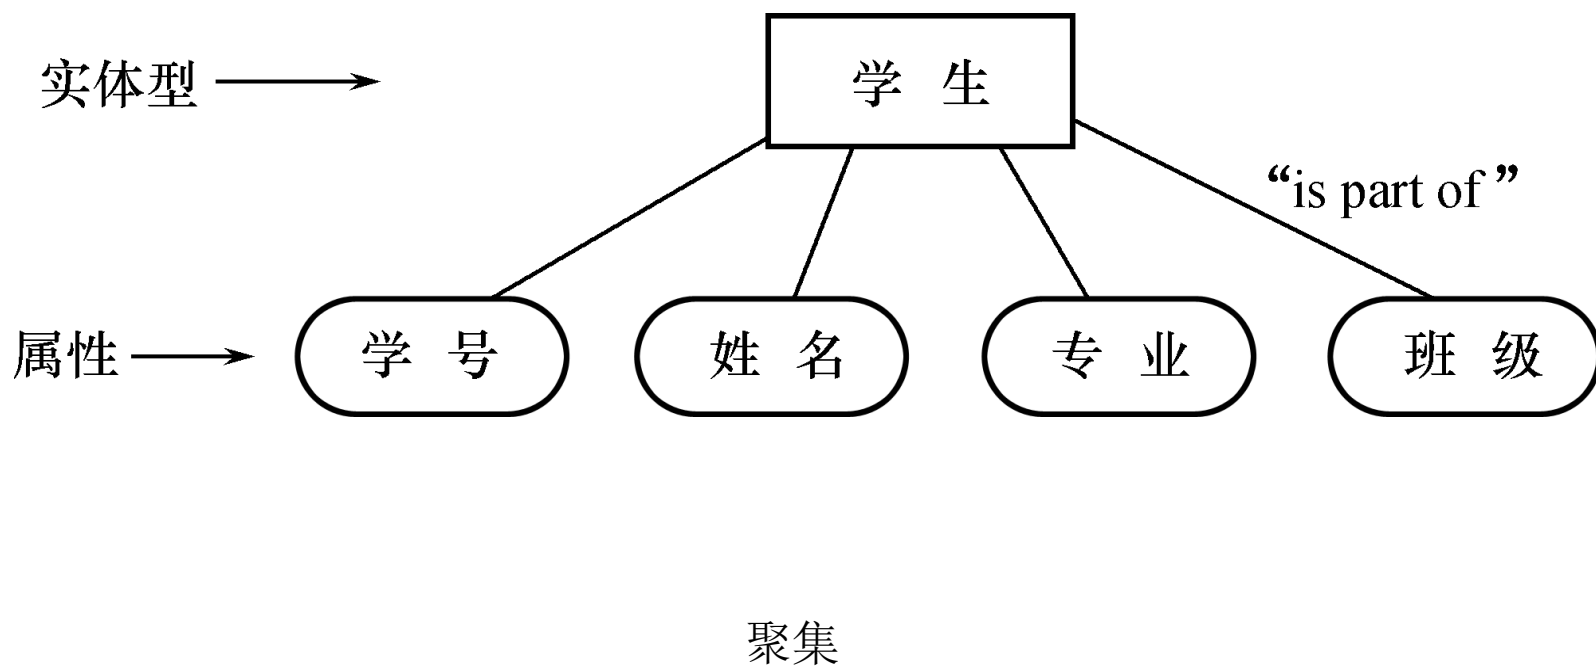 实体型
学 生
“is part of”
属性
学 号
姓 名
专 业
班 级
聚集